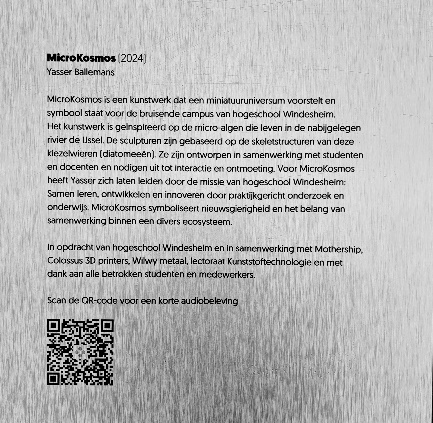 MicroKosmos [2024]
Yasser Ballemans
MicroKosmos is een kunstwerk dat een miniatuuruniversum voorstelt en
symbool staat voor de bruisende campus van hogeschool Windesheim.
Het kunstwerk is geïnspireerd op de micro-algen die leven in de nabijgelegen
rivier de IJssel. De sculpturen zijn gebaseerd op de skeletstructuren van deze
kiezelwieren (diatomeeën). Ze zijn ontworpen in samenwerking met studenten
en docenten en nodigen uit tot interactie en ontmoeting. Voor MicroKosmos
heeft Yasser zich laten leiden door de missie van hogeschool Windesheim:
Samen leren, ontwikkelen en innoveren door praktijkgericht onderzoek en
onderwijs. MicroKosmos symboliseert nieuwsgierigheid en het belang van
samenwerking binnen een divers ecosysteem.
In opdracht van hogeschool Windesheim en in samenwerking met Mothership,
Colossus 3D printers, Wilwy metaal, lectoraat Kunststoftechnologie en met
dank aan alle betrokken studenten en medewerkers.
Scan de QR-code voor een korte audiobeleving